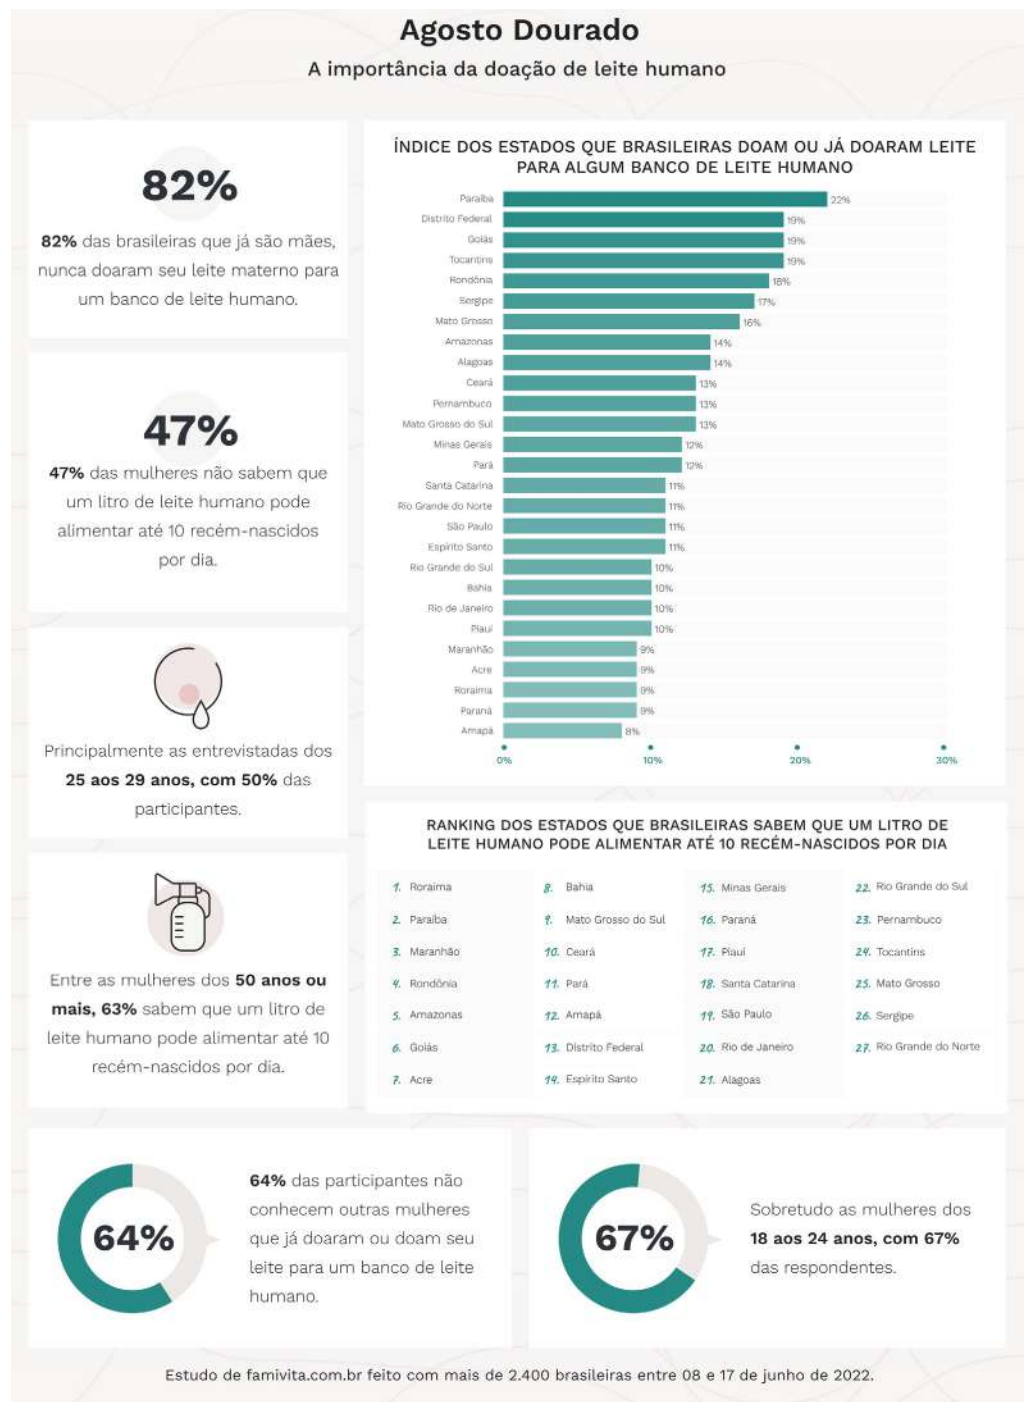 Agosto Dourado
A importância da doação de leite humano
82%
82% das brasileiras que já são mães,
nunca doaram seu leite materno para
um banco de leite humano.
47%
47% das mulheres não sabem que
um litro de leite humano pode
alimentar até 10 recém-nascidos
por dia.
Principalmente as entrevistadas dos
25 aos 29 anos, com 50% das
participantes.
Entre as mulheres dos 50 anos ou
mais, 63% sabem que um litro de
leite humano pode alimentar até 10
recém-nascidos por dia.
ÍNDICE DOS ESTADOS QUE BRASILEIRAS DOAM OU JÁ DOARAM LEITE
PARA ALGUM BANCO DE LEITE HUMANO
Paraíba 22%
Distrito Federal 19%
Goiás 19%
Tocantins 19%
Rondônia 18%
Sergipe 17%
Mato Grosso 16%
Amazonas 14%
Alagoas 14%
Ceará 13%
Pernambuco 13%
Mato Grosso do Sul 13%
Minas Gerais 12%
Pará 12%
Santa Catarina 11%
Rio Grande do Norte 11%
São Paulo 11%
Espírito Santo 11%
Rio Grande do Sul 10%
Bahia 10%
Rio de Janeiro 10%
Piauí 10%
Maranhão 9%
Acre 9%
Roraima 9%
Paraná 9%
Amapá 8%
0% 10% 20% 30%
RANKING DOS ESTADOS QUE BRASILEIRAS SABEM QUE UM LITRO DE
LEITE HUMANO PODE ALIMENTAR ATÉ 10 RECÉM-NASCIDOS POR DIA
1. Roraima
2. Paraíba
3. Maranhão
4. Rondônia
5. Amazonas
6. Goiás
7. Acre
8. Bahia
9. Mato Grosso do Sul
10. Ceará
11. Pará
12. Amapá
13. Distrito Federal
14. Espírito Santo
15. Minas Gerais
16. Paraná
17. Piauí
18. Santa Catarina
19. São Paulo
20. Rio de Janeiro
21. Alagoas
22. Rio Grande do Sul
23. Pernambuco
24. Tocantins
25. Mato Grosso
26. Sergipe
27. Rio Grande do Norte
64%
64% das participantes não
conhecem outras mulheres
que já doaram ou doam seu
leite para um banco de leite
humano.
67%
Sobretudo as mulheres dos
18 aos 24 anos, com 67%
das respondentes.
Estudo de famivita.com.br feito com mais de 2.400 brasileiras entre 08 e 17 de junho de 2022.